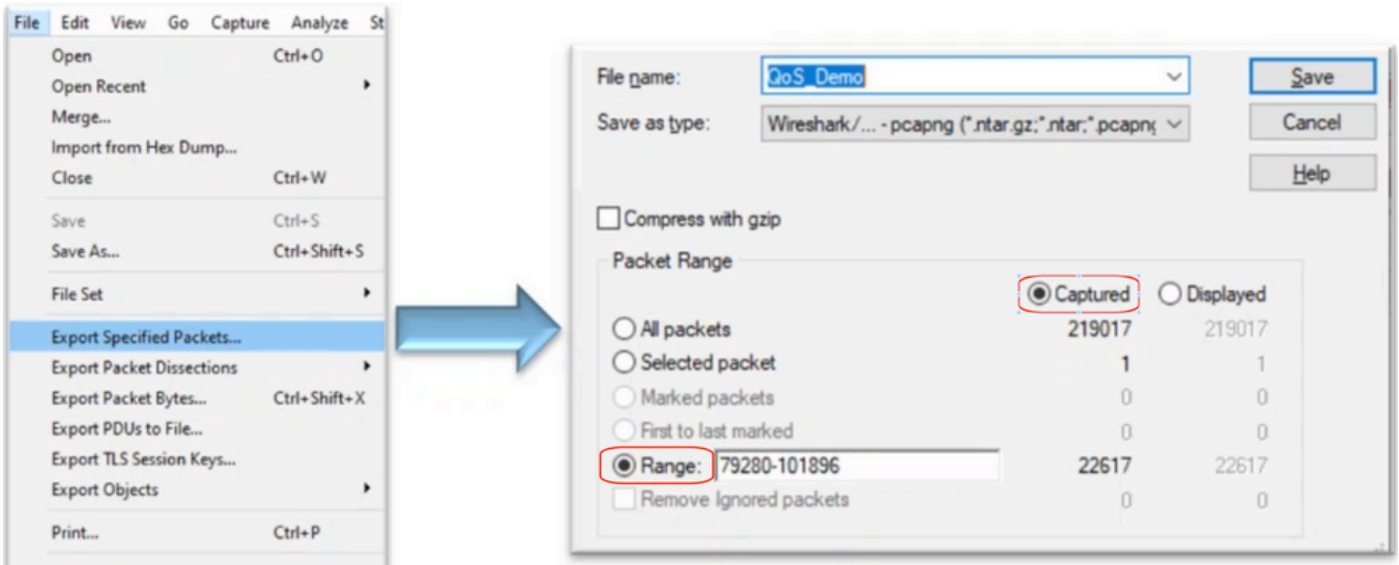 File Edit View Go Capture Analyze St
Open Ctrl+O
Open Recent
Merge...
Import from Hex Dump...
Close Ctrl+W
Save Ctrl+S
Save As... Ctrl+Shift+S
File Set
Export Specified Packets...
Export Packet Dissections
Export Packet Bytes... Ctrl+Shift+X
Export PDUs to File...
Export TLS Session Keys...
Export Objects
Print... Ctrl+P
File name: QoS_Demo Save
Save as type: Wireshark/... - pcapng (*.ntar.gz;*.ntar;*.pcapng Cancel
Help
Compress with gzip
Packet Range
Captured Displayed
All packets 219017 219017
Selected packet 1 1
Marked packets 0 0
First to last marked 0 0
Range: 79280-101896 22617 22617
Remove Ignored packets 0 0